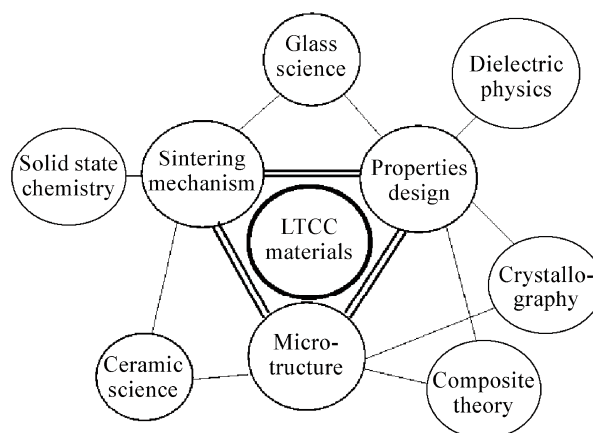 Glass
science
Dielectric
physics
Solid state
chemistry
Sintering
mechanism
Properties
design
LTCC
materials
Crystallo-
graphy
Micro-
tructure
Ceramic
science
Composite
theory